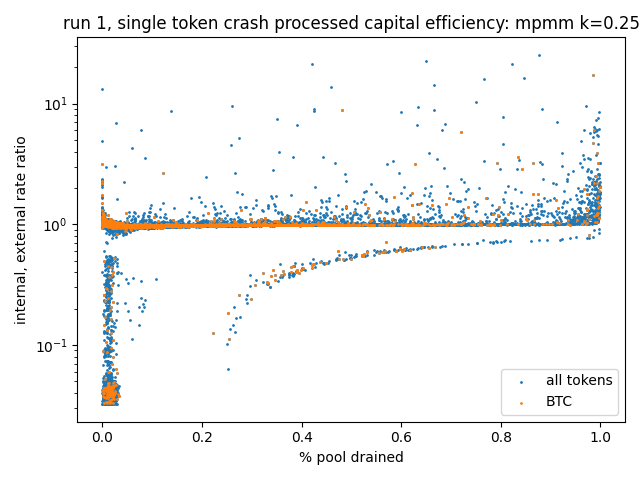 run 1, single token crash processed capital efficiency: mpmm k=0.25
internal, external rate ratio
10¹
10⁰
10⁻¹
0.0 0.2 0.4 0.6 0.8 1.0
% pool drained
all tokens
BTC